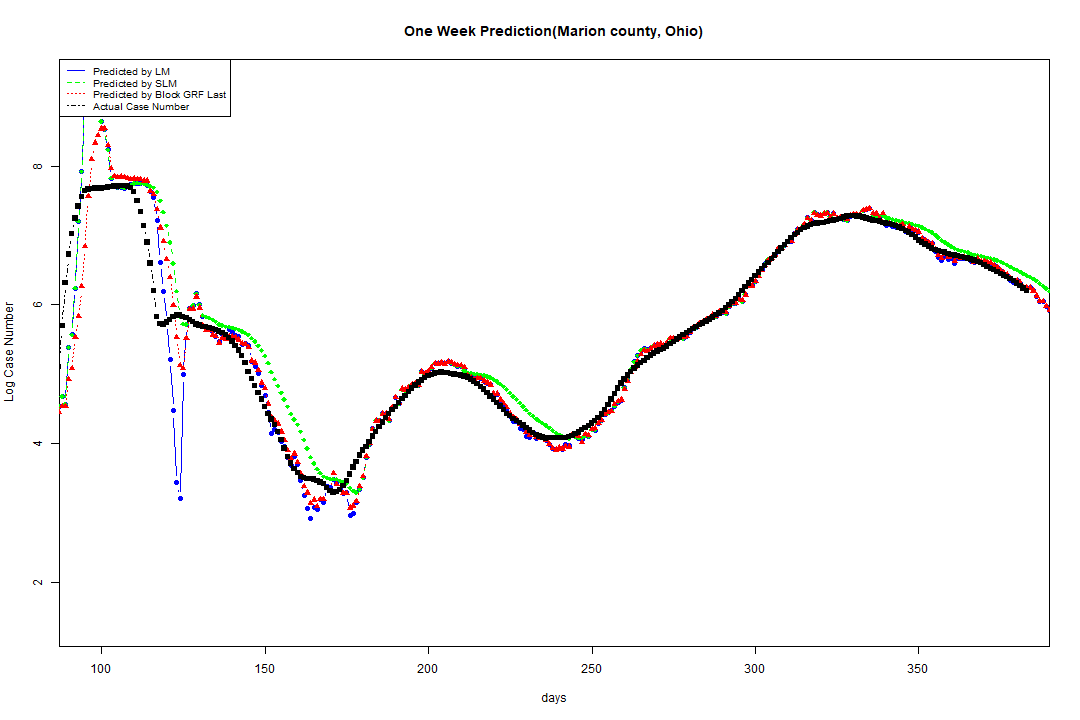 One Week Prediction(Marion county, Ohio)
Predicted by LM
Predicted by SLM
Predicted by Block GRF Last
Actual Case Number
Log Case Number
8
6
4
2
100 150 200 250 300 350
days